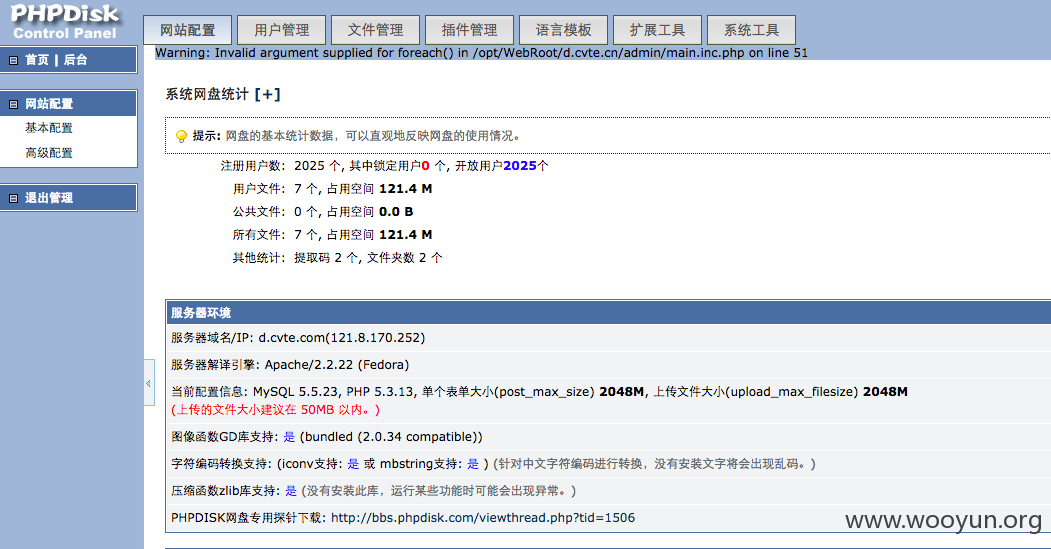 PHPDisk
Control Panel
网站配置 用户管理 文件管理 插件管理 语言模板 扩展工具 系统工具
Warning: Invalid argument supplied for foreach() in /opt/WebRoot/d.cvte.cn/admin/main.inc.php on line 51
首页 | 后台
网站配置
基本配置
高级配置
退出管理
系统网盘统计 [+]
提示: 网盘的基本统计数据，可以直观地反映网盘的使用情况。
注册用户数: 2025 个, 其中锁定用户0 个, 开放用户2025个
用户文件: 7 个, 占用空间 121.4 M
公共文件: 0 个, 占用空间 0.0 B
所有文件: 7 个, 占用空间 121.4 M
其他统计: 提取码 2 个, 文件夹数 2 个
服务器环境
服务器域名/IP: d.cvte.com(121.8.170.252)
服务器解译引擎: Apache/2.2.22 (Fedora)
当前配置信息: MySQL 5.5.23, PHP 5.3.13, 单个表单大小(post_max_size) 2048M, 上传文件大小(upload_max_filesize) 2048M
(上传的文件大小建议在 50MB 以内。)
图像函数GD库支持: 是 (bundled (2.0.34 compatible))
字符编码转换支持: (iconv支持: 是 或 mbstring支持: 是 ) (针对中文字符编码进行转换，没有安装文字将会出现乱码。)
压缩函数zlib库支持: 是 (没有安装此库，运行某些功能时可能会出现异常。)
PHPDISK网盘专用探针下载: http://bbs.phpdisk.com/viewthread.php?tid=1506
www.wooyun.org